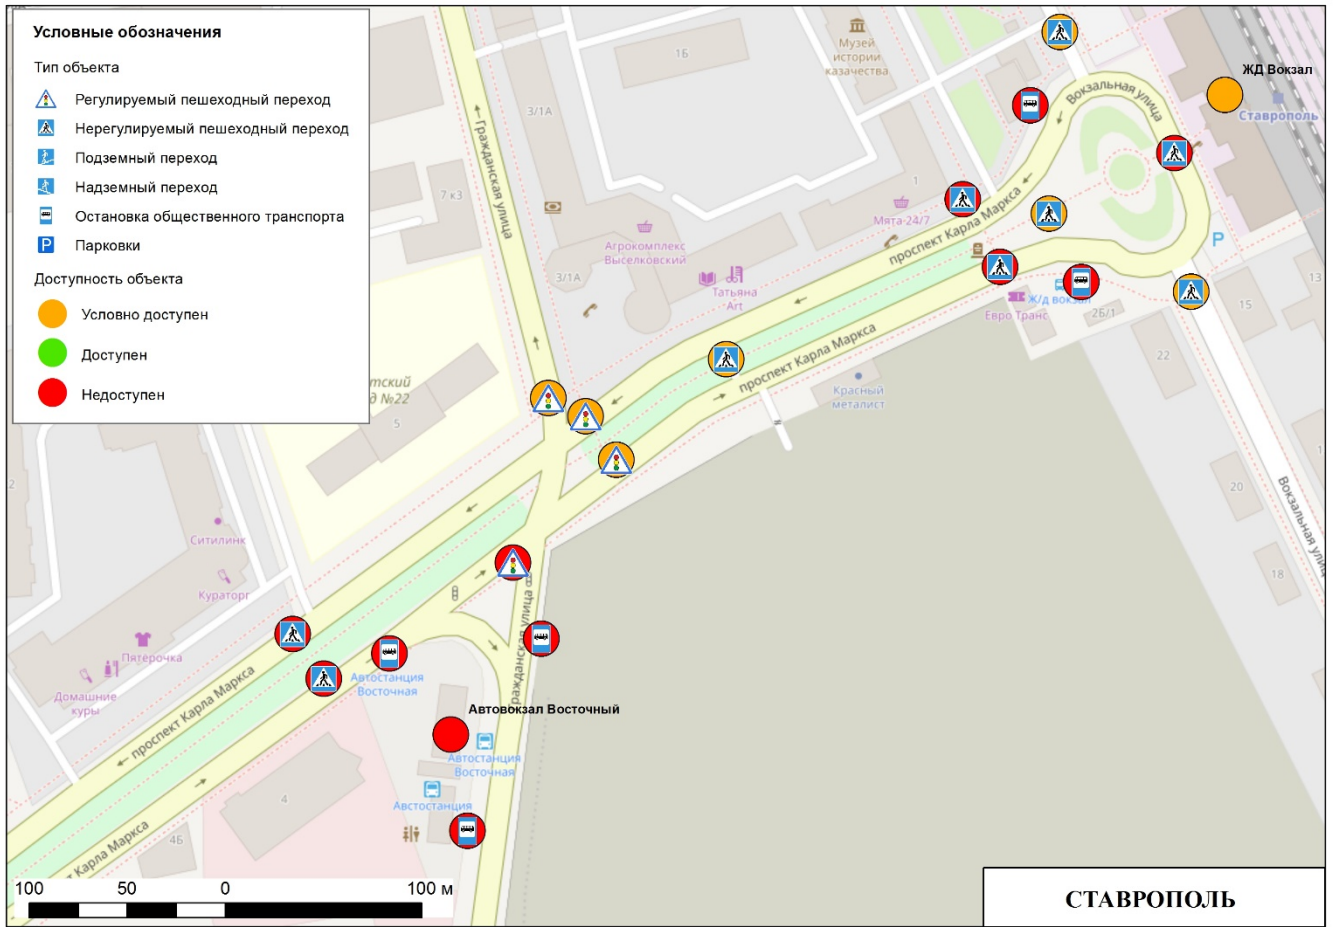 Условные обозначения
Тип объекта
Регулируемый пешеходный переход
Нерегулируемый пешеходный переход
Подземный переход
Надземный переход
Остановка общественного транспорта
P Парковки
Доступность объекта
Условно доступен
Доступен
Недоступен
1Б
Музей
истории
казачества
ЖД Вокзал
Ставрополь
Вокзальная улица
3/1А
Гражданская улица
7 к3
1
Мята 24/7
проспект Карла Маркса
Агрокомплекс
Выселковский
P
3/1А
Татьяна
Art
Ж/д вокзал
Евро Транс
2Б/1
15
13
22
проспект Карла Маркса
Красный
металист
тский
д №22
5
20
Вокзальная улиц
2
Ситилинк
18
Кураторг
Гражданская улица
Пятёрочка
Домашние
куры
проспект Карла Маркса
Автостанция
Восточная
Автовокзал Восточный
Автостанция
Восточная
4
Автостанция
4Б
Карла Маркса
100 50 0 100 м
СТАВРОПОЛЬ